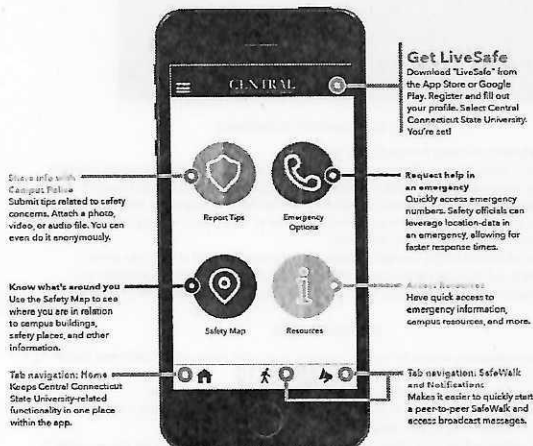 Get LiveSafe
Download "LiveSafe" from
the App Store or Google
Play. Register and fill out
your profile. Select Central
Connecticut State University.
You're set!
CENTRAL
Share info with
Campus Police
Submit tips related to safety
concerns. Attach a photo,
video, or audio file. You can
even do it anonymously.
Report Tips
Emergency
Options
Request help in
an emergency
Quickly access emergency
numbers. Safety officials can
leverage location-data in
an emergency, allowing for
faster response times.
Know what's around you
Use the Safety Map to see
where you are in relation
to campus buildings,
safety places, and other
information.
Safety Map
Resources
Access Resources
Have quick access to
emergency information,
campus resources, and more.
Tab navigation: Home
Keeps Central Connecticut
State University-related
functionality in one place
within the app.
Tab navigation: SafeWalk
and Notifications
Makes it easier to quickly start
a peer-to-peer SafeWalk and
access broadcast messages.